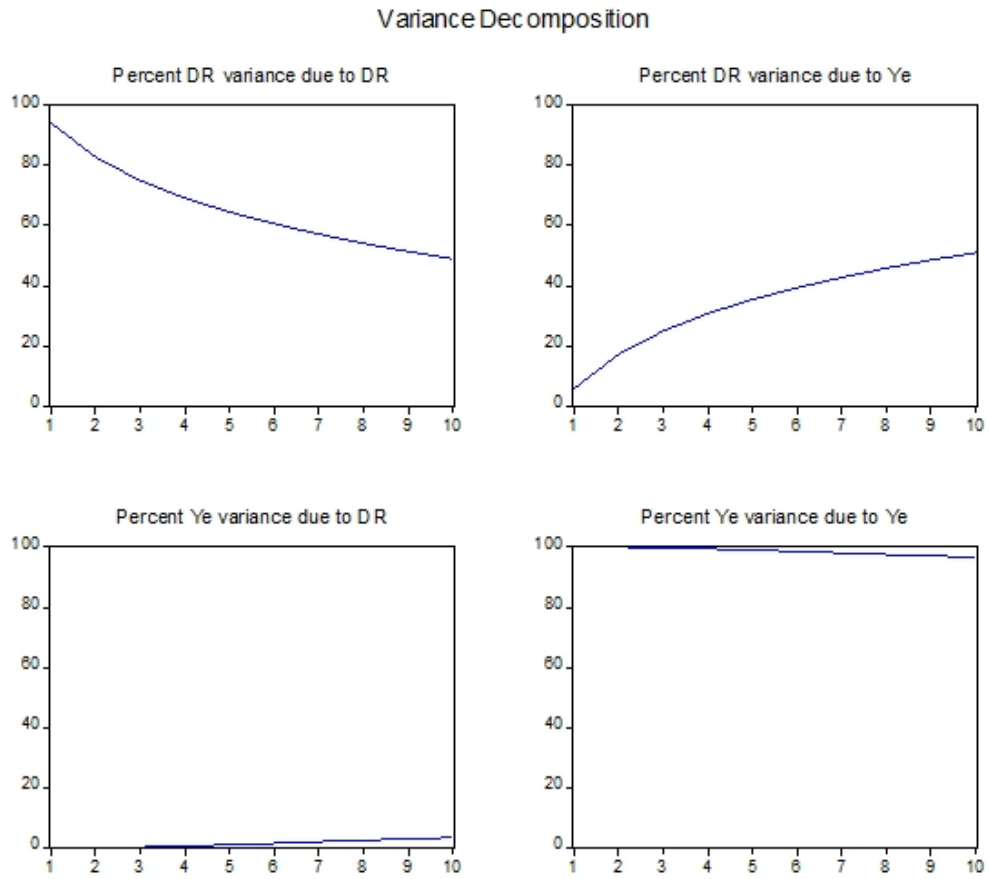 Variance Decomposition
Percent DR variance due to DR
100
80
60
40
20
0
1 2 3 4 5 6 7 8 9 10
Percent DR variance due to Ye
100
80
60
40
20
0
1 2 3 4 5 6 7 8 9 10
Percent Ye variance due to DR
100
80
60
40
20
0
1 2 3 4 5 6 7 8 9 10
Percent Ye variance due to Ye
100
80
60
40
20
0
1 2 3 4 5 6 7 8 9 10